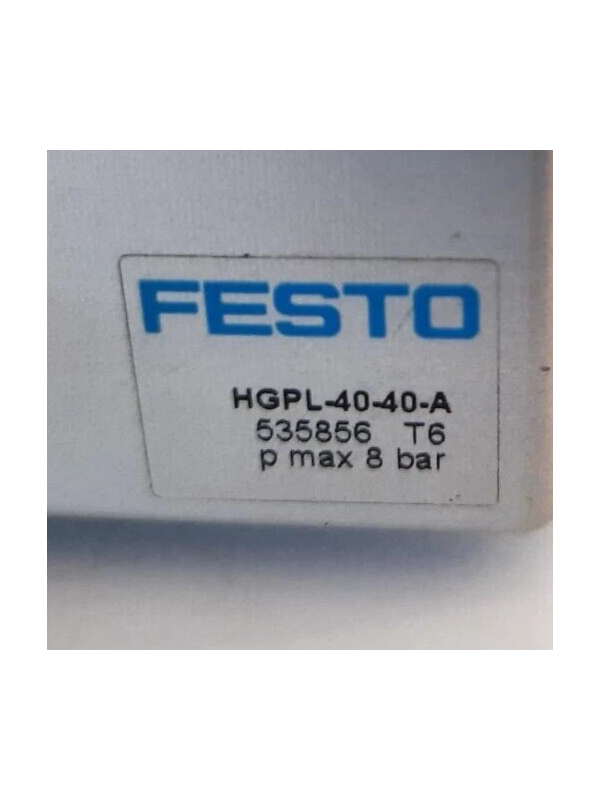 FESTO
HGPL-40-40-A
535856 T6
p max 8 bar